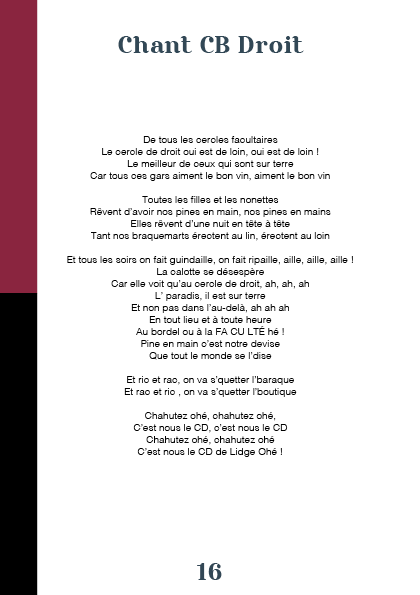 Chant CB Droit
De tous les cercles facultaires
Le cercle de droit oui est de loin, oui est de loin !
Le meilleur de ceux qui sont sur terre
Car tous ces gars aiment le bon vin, aiment le bon vin
Toutes les filles et les nonettes
Rêvent d'avoir nos pines en main, nos pines en mains
Elles rêvent d'une nuit en tête à tête
Tant nos braquemarts érectent au lin, érectent au loin
Et tous les soirs on fait guindaille, on fait ripaille, aille, aille, aille !
La calotte se désespère
Car elle voit qu'au cercle de droit, ah, ah, ah
L' paradis, il est sur terre
Et non pas dans l'au-delà, ah ah ah
En tout lieu et à toute heure
Au bordel ou à la FA CU LTÉ hé !
Pine en main c'est notre devise
Que tout le monde se l'dise
Et ric et rac, on va s'quetter l'baraque
Et rac et ric , on va s'quetter l'boutique
Chahutez ohé, chahutez ohé,
C'est nous le CD, c'est nous le CD
Chahutez ohé, chahutez ohé
C'est nous le CD de Lidge Ohé !
16